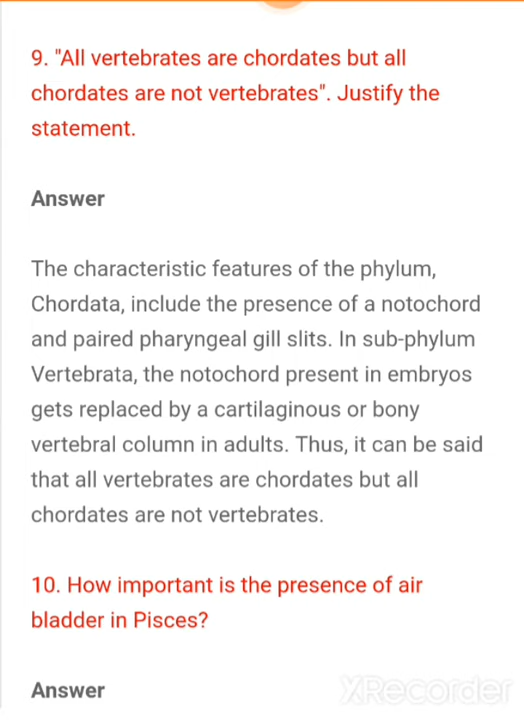 9. "All vertebrates are chordates but all
chordates are not vertebrates". Justify the
statement.
Answer
The characteristic features of the phylum,
Chordata, include the presence of a notochord
and paired pharyngeal gill slits. In sub-phylum
Vertebrata, the notochord present in embryos
gets replaced by a cartilaginous or bony
vertebral column in adults. Thus, it can be said
that all vertebrates are chordates but all
chordates are not vertebrates.
10. How important is the presence of air
bladder in Pisces?
Answer
XRecorder